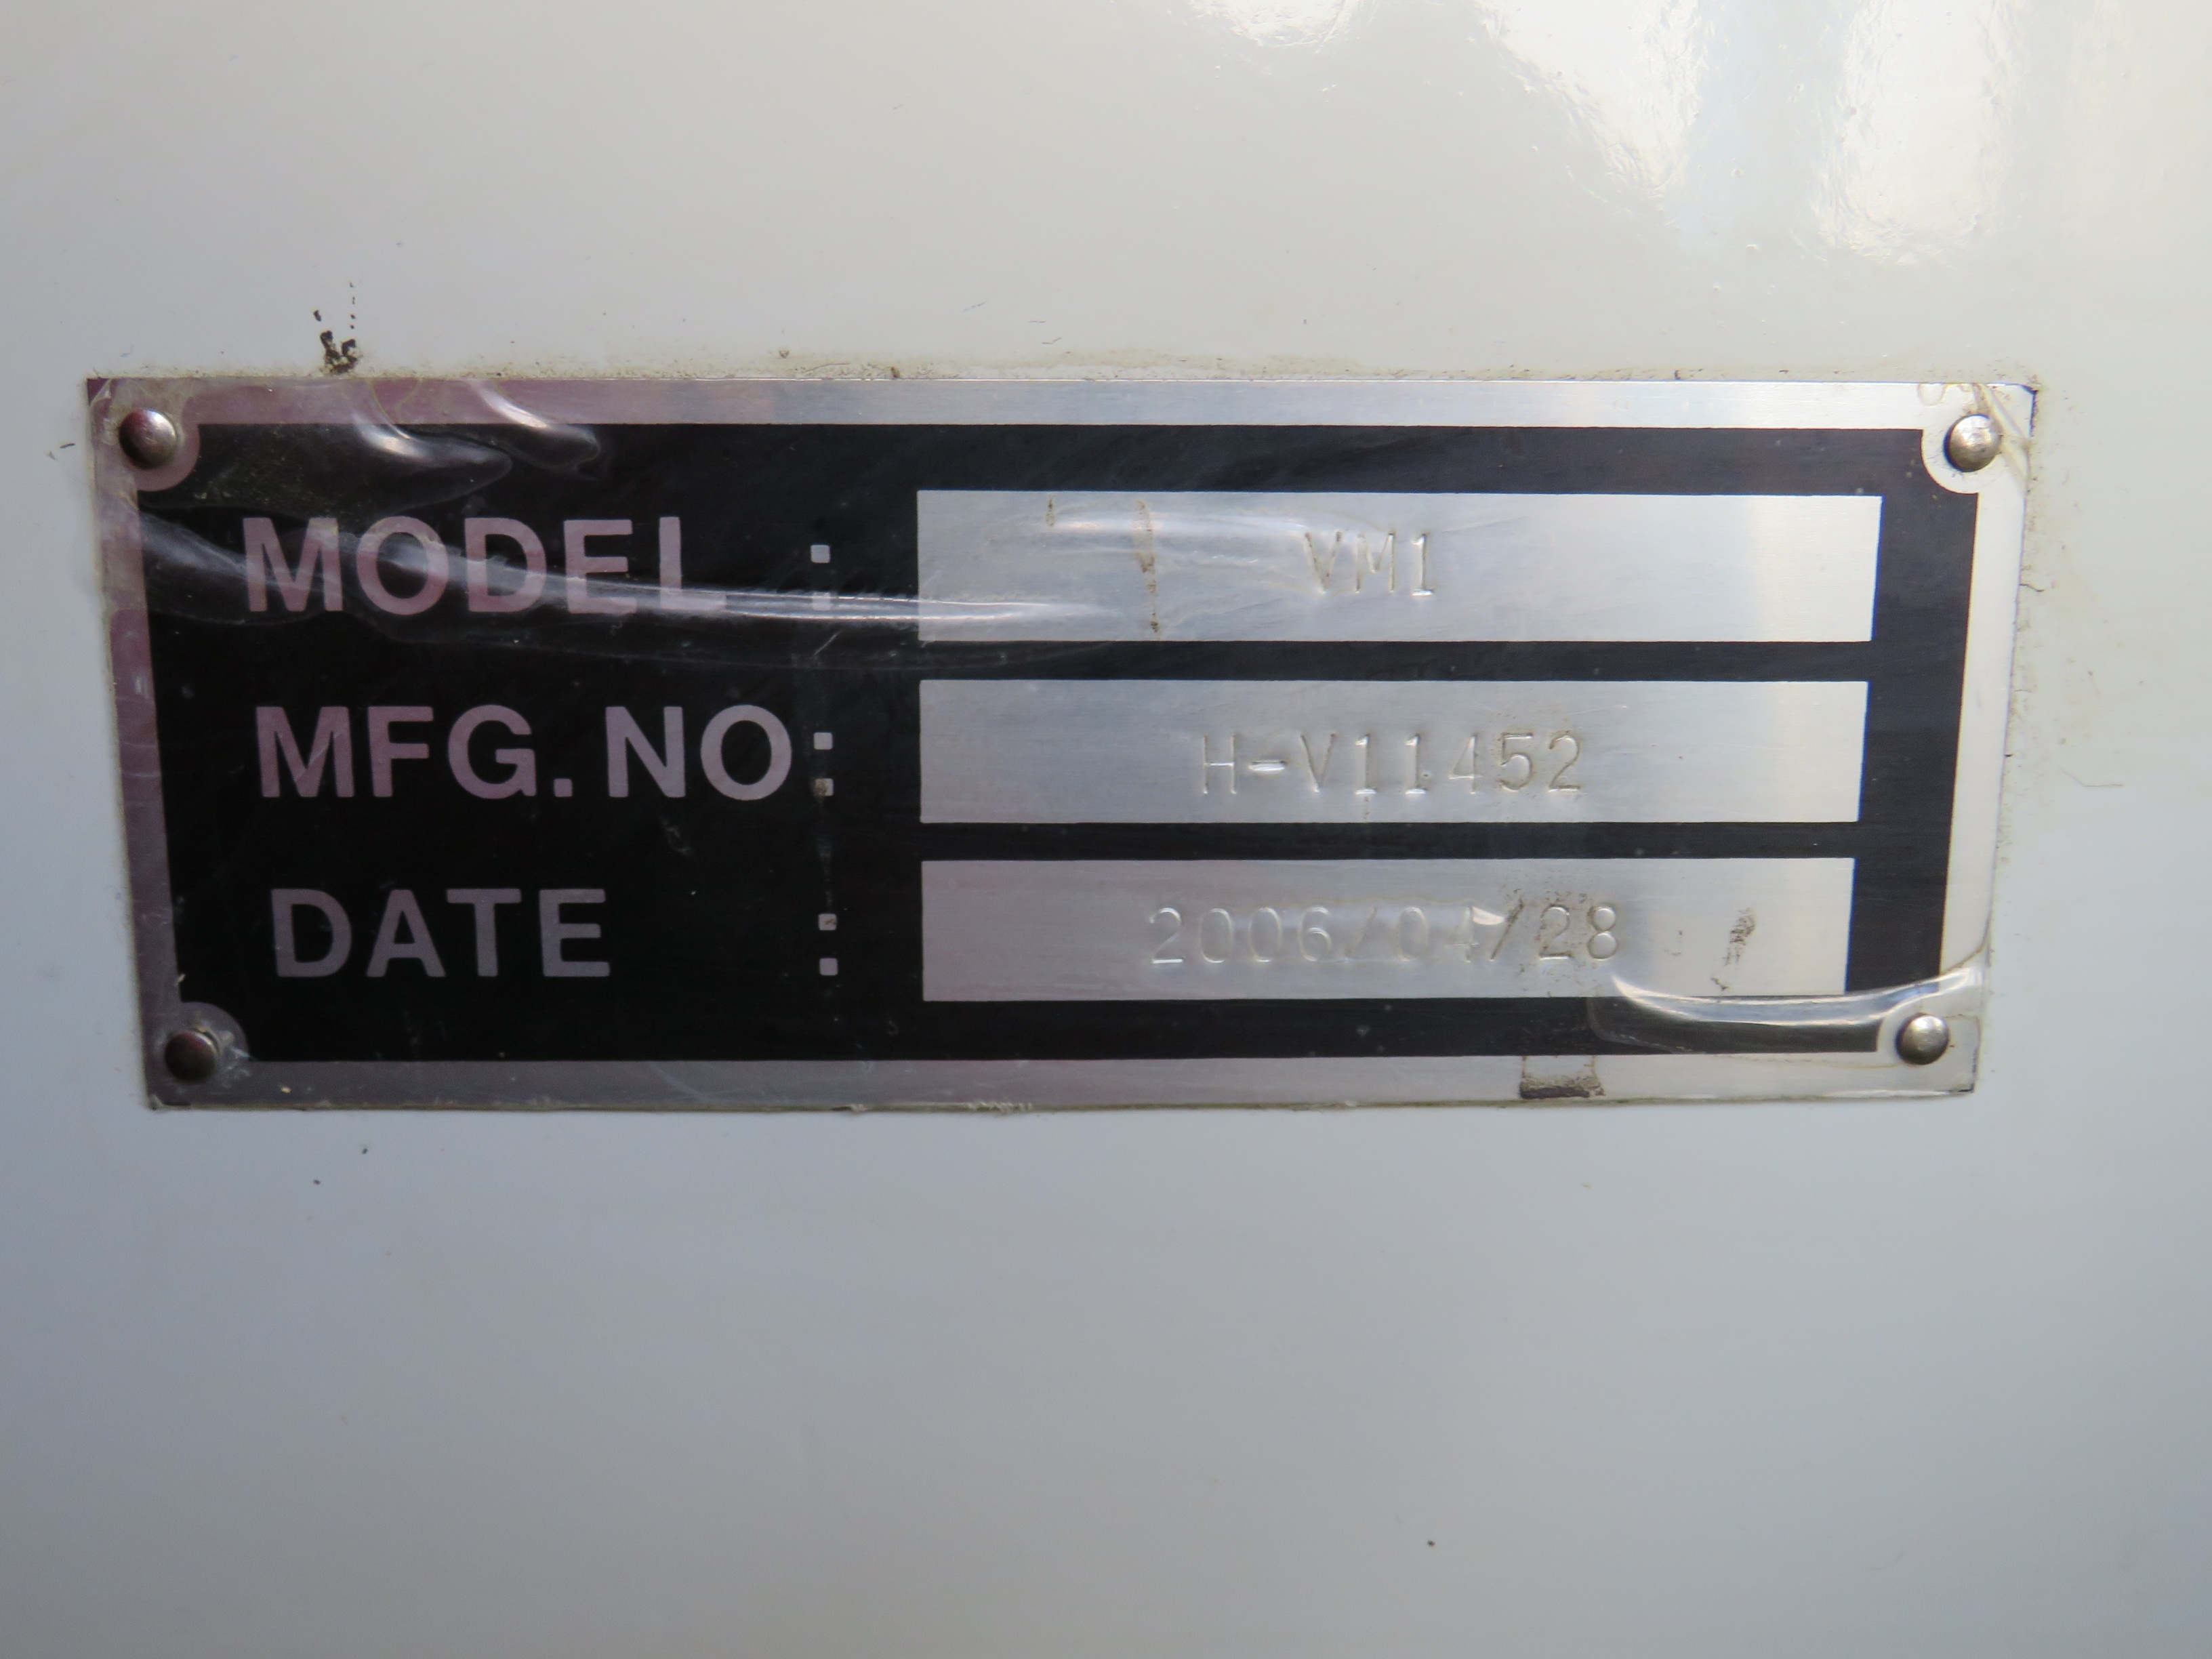 MODEL : VM1
MFG. NO: H-V11452
DATE : 2006/04/28